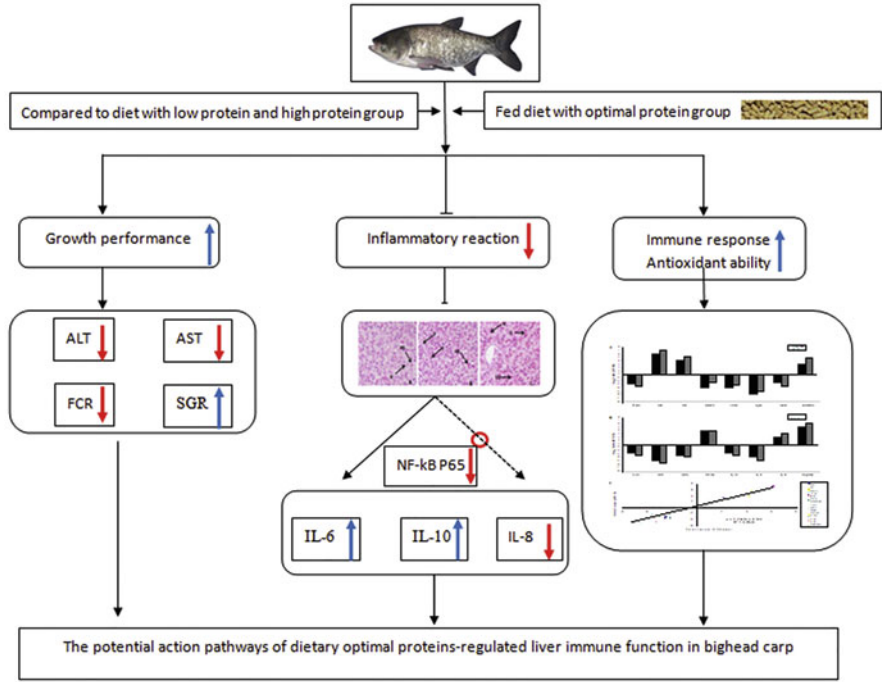 Compared to diet with low protein and high protein group
Fed diet with optimal protein group
Growth performance
Inflammatory reaction
Immune response
Antioxidant ability
ALT
AST
FCR
SGR
NF-kB P65
IL-6
IL-10
IL-8
The potential action pathways of dietary optimal proteins-regulated liver immune function in bighead carp